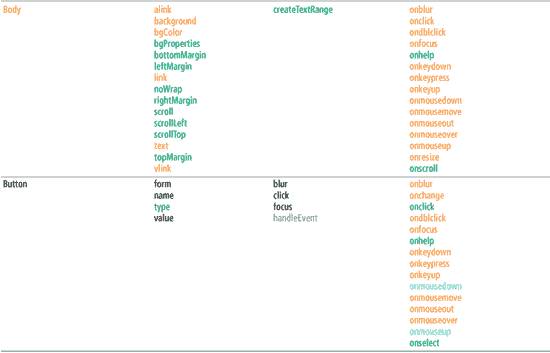 Body alink createTextRange onblur
background onclick
bgColor ondblclick
bgProperties onfocus
bottomMargin onhelp
leftMargin onkeydown
link onkeypress
noWrap onkeyup
rightMargin onmousedown
scroll onmousemove
scrollLeft onmouseout
scrollTop onmouseover
text onmouseup
topMargin onresize
vlink onscroll
Button form blur onblur
name click onchange
type focus onclick
value handleEvent ondblclick
onfocus
onhelp
onkeydown
onkeypress
onkeyup
onmousedown
onmousemove
onmouseout
onmouseover
onmouseup
onselect